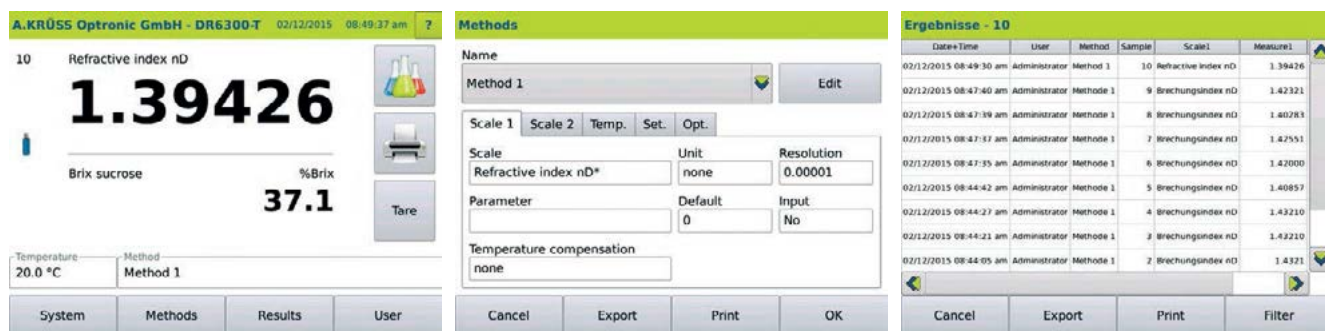 A.KRÜSS Optronic GmbH - DR6300-T 02/12/2015 08:49:37 am ?
10 Refractive index nD
1.39426
Brix sucrose %Brix
37.1
Tare
Temperature Method
20.0 °C Method 1
System Methods Results User
Methods
Name
Method 1 Edit
Scale 1 Scale 2 Temp. Set. Opt.
Scale Unit Resolution
Refractive index nD* none 0.00001
Parameter Default Input
0 No
Temperature compensation
none
Cancel Export Print OK
Ergebnisse - 10
Date+Time User Method Sample Scale1 Measure1
02/12/2015 08:49:30 am Administrator Method 1 10 Refractive index nD 1.39426
02/12/2015 08:47:40 am Administrator Methode 1 9 Brechungsindex nD 1.42321
02/12/2015 08:47:39 am Administrator Methode 1 8 Brechungsindex nD 1.40283
02/12/2015 08:47:37 am Administrator Methode 1 7 Brechungsindex nD 1.42551
02/12/2015 08:47:35 am Administrator Methode 1 6 Brechungsindex nD 1.42000
02/12/2015 08:44:42 am Administrator Methode 1 5 Brechungsindex nD 1.40857
02/12/2015 08:44:27 am Administrator Methode 1 4 Brechungsindex nD 1.43210
02/12/2015 08:44:21 am Administrator Methode 1 3 Brechungsindex nD 1.43210
02/12/2015 08:44:05 am Administrator Methode 1 2 Brechungsindex nD 1.4321
Cancel Export Print Filter